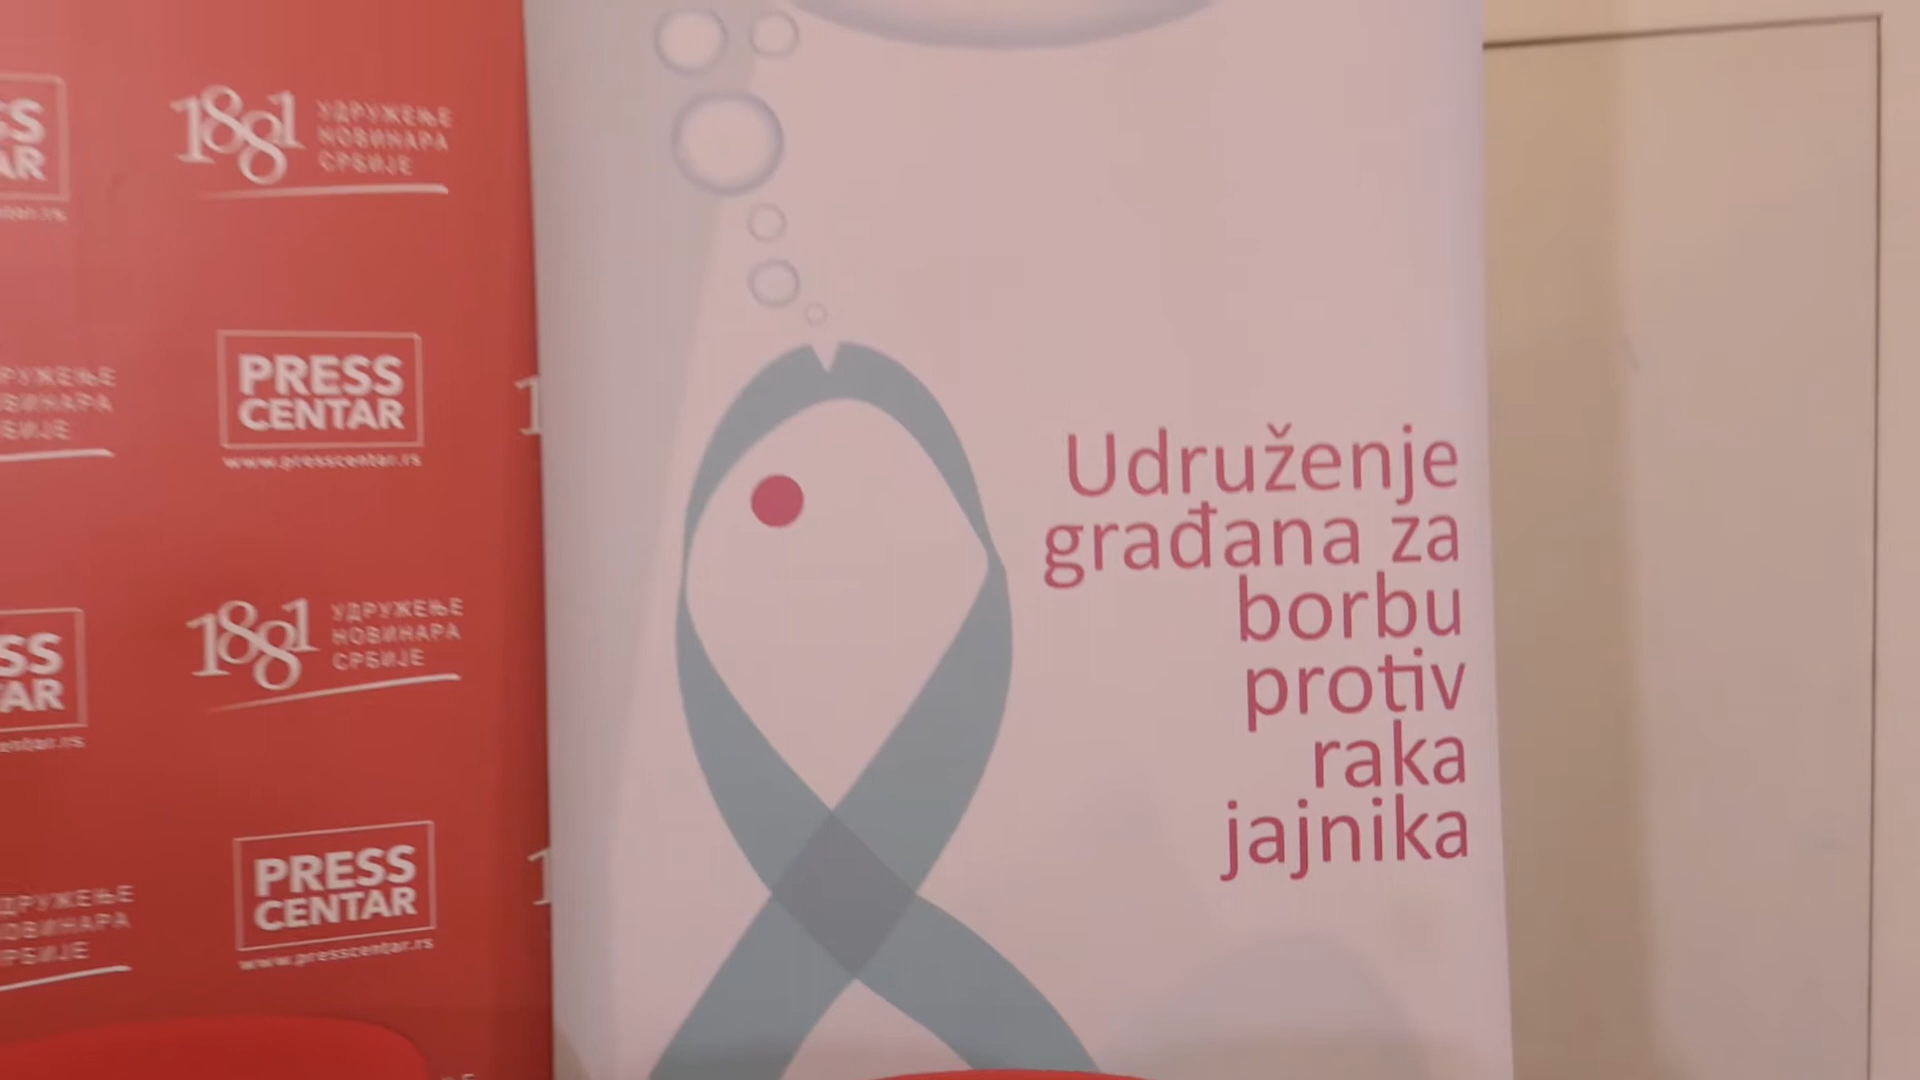 1881 УДРУЖЕЊЕ
НОВИНАРА
СРБИЈЕ
PRESS
CENTAR
www.presscentar.rs
1881 УДРУЖЕЊЕ
НОВИНАРА
СРБИЈЕ
PRESS
CENTAR
www.presscentar.rs
Udruženje
građana za
borbu
protiv
raka
jajnika